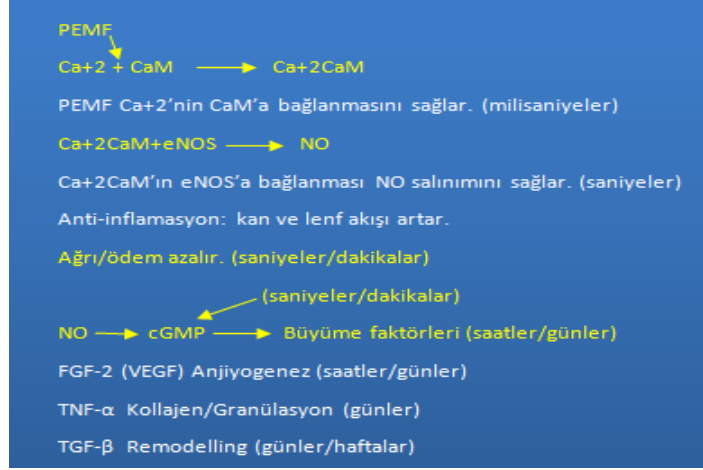 PEMF
Ca+2 + CaM → Ca+2CaM
PEMF Ca+2'nin CaM'a bağlanmasını sağlar. (milisaniyeler)
Ca+2CaM+eNOS → NO
Ca+2CaM'ın eNOS'a bağlanması NO salınımını sağlar. (saniyeler)
Anti-inflamasyon: kan ve lenf akışı artar.
Ağrı/ödem azalır. (saniyeler/dakikalar)
(saniyeler/dakikalar)
NO → cGMP → Büyüme faktörleri (saatler/günler)
FGF-2 (VEGF) Anjiyogenez (saatler/günler)
TNF-α Kollajen/Granülasyon (günler)
TGF-β Remodelling (günler/haftalar)